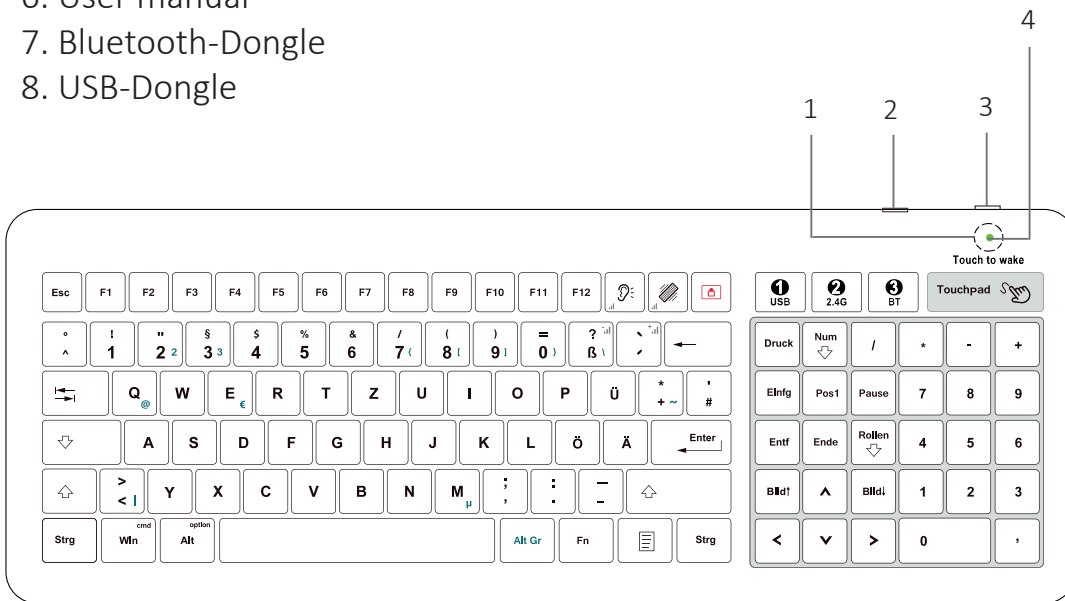 6. User manual
7. Bluetooth-Dongle
8. USB-Dongle
4
1 2 3
Touch to wake
Esc F1 F2 F3 F4 F5 F6 F7 F8 F9 F10 F11 F12
1 USB 2 2.4G 3 BT Touchpad
° ^ ! 1 " 2 2 § 3 3 $ 4 % 5 & 6 / 7 { 8 ( [ 9 ) ] 0 = } ? ß \ ` ´
Druck Num / * - +
Q @ W E € R T Z U I O P Ü * + ~ ' #
Einfg Pos1 Pause 7 8 9
A S D F G H J K L Ö Ä Enter
Entf Ende Rollen 4 5 6
> < | Y X C V B N M µ ; , : . _ -
Bild↑ ^ Bild↓ 1 2 3
Strg cmd Win option Alt Alt Gr Fn Strg
< v > 0 ,